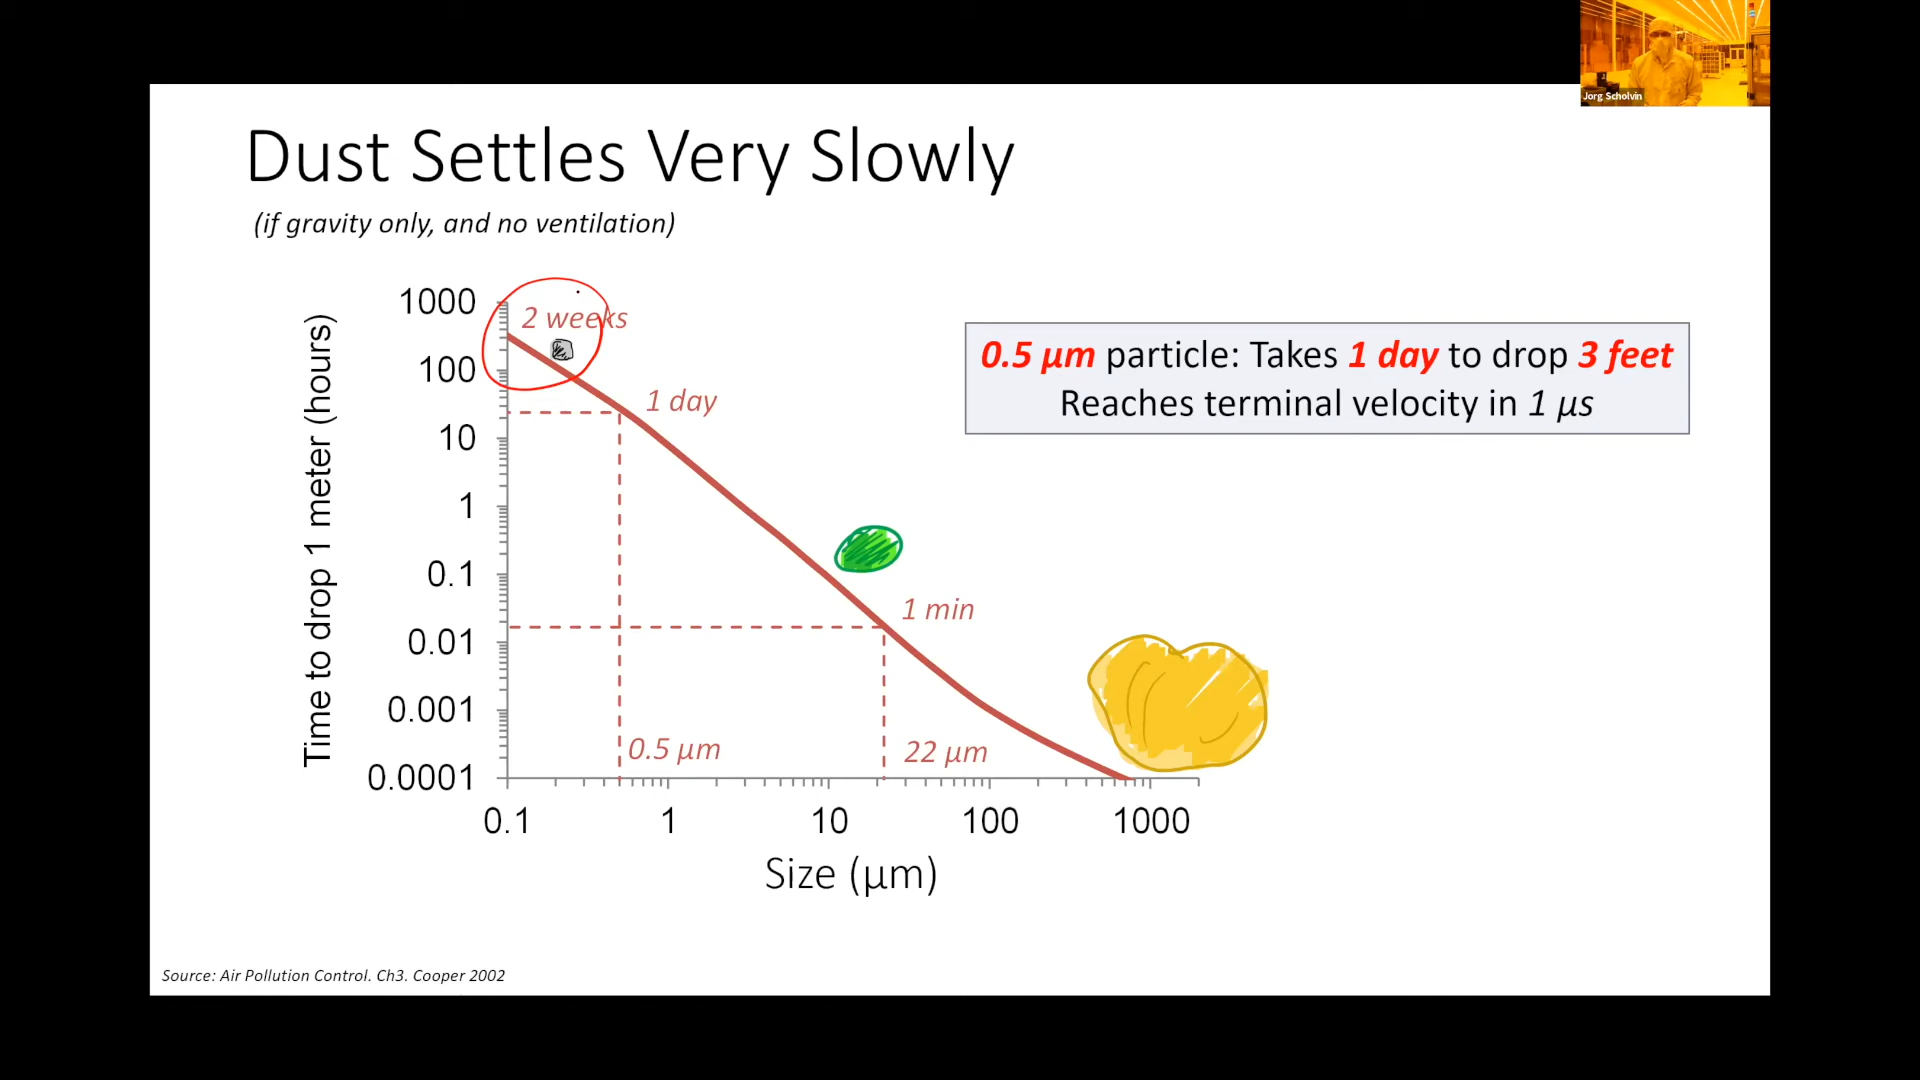 Jorg Scholvin
Dust Settles Very Slowly
(if gravity only, and no ventilation)
0.5 µm particle: Takes 1 day to drop 3 feet
Reaches terminal velocity in 1 µs
Time to drop 1 meter (hours)
1000
100
10
1
0.1
0.01
0.001
0.0001
2 weeks
1 day
1 min
0.5 µm
22 µm
0.1 1 10 100 1000
Size (µm)
Source: Air Pollution Control. Ch3. Cooper 2002